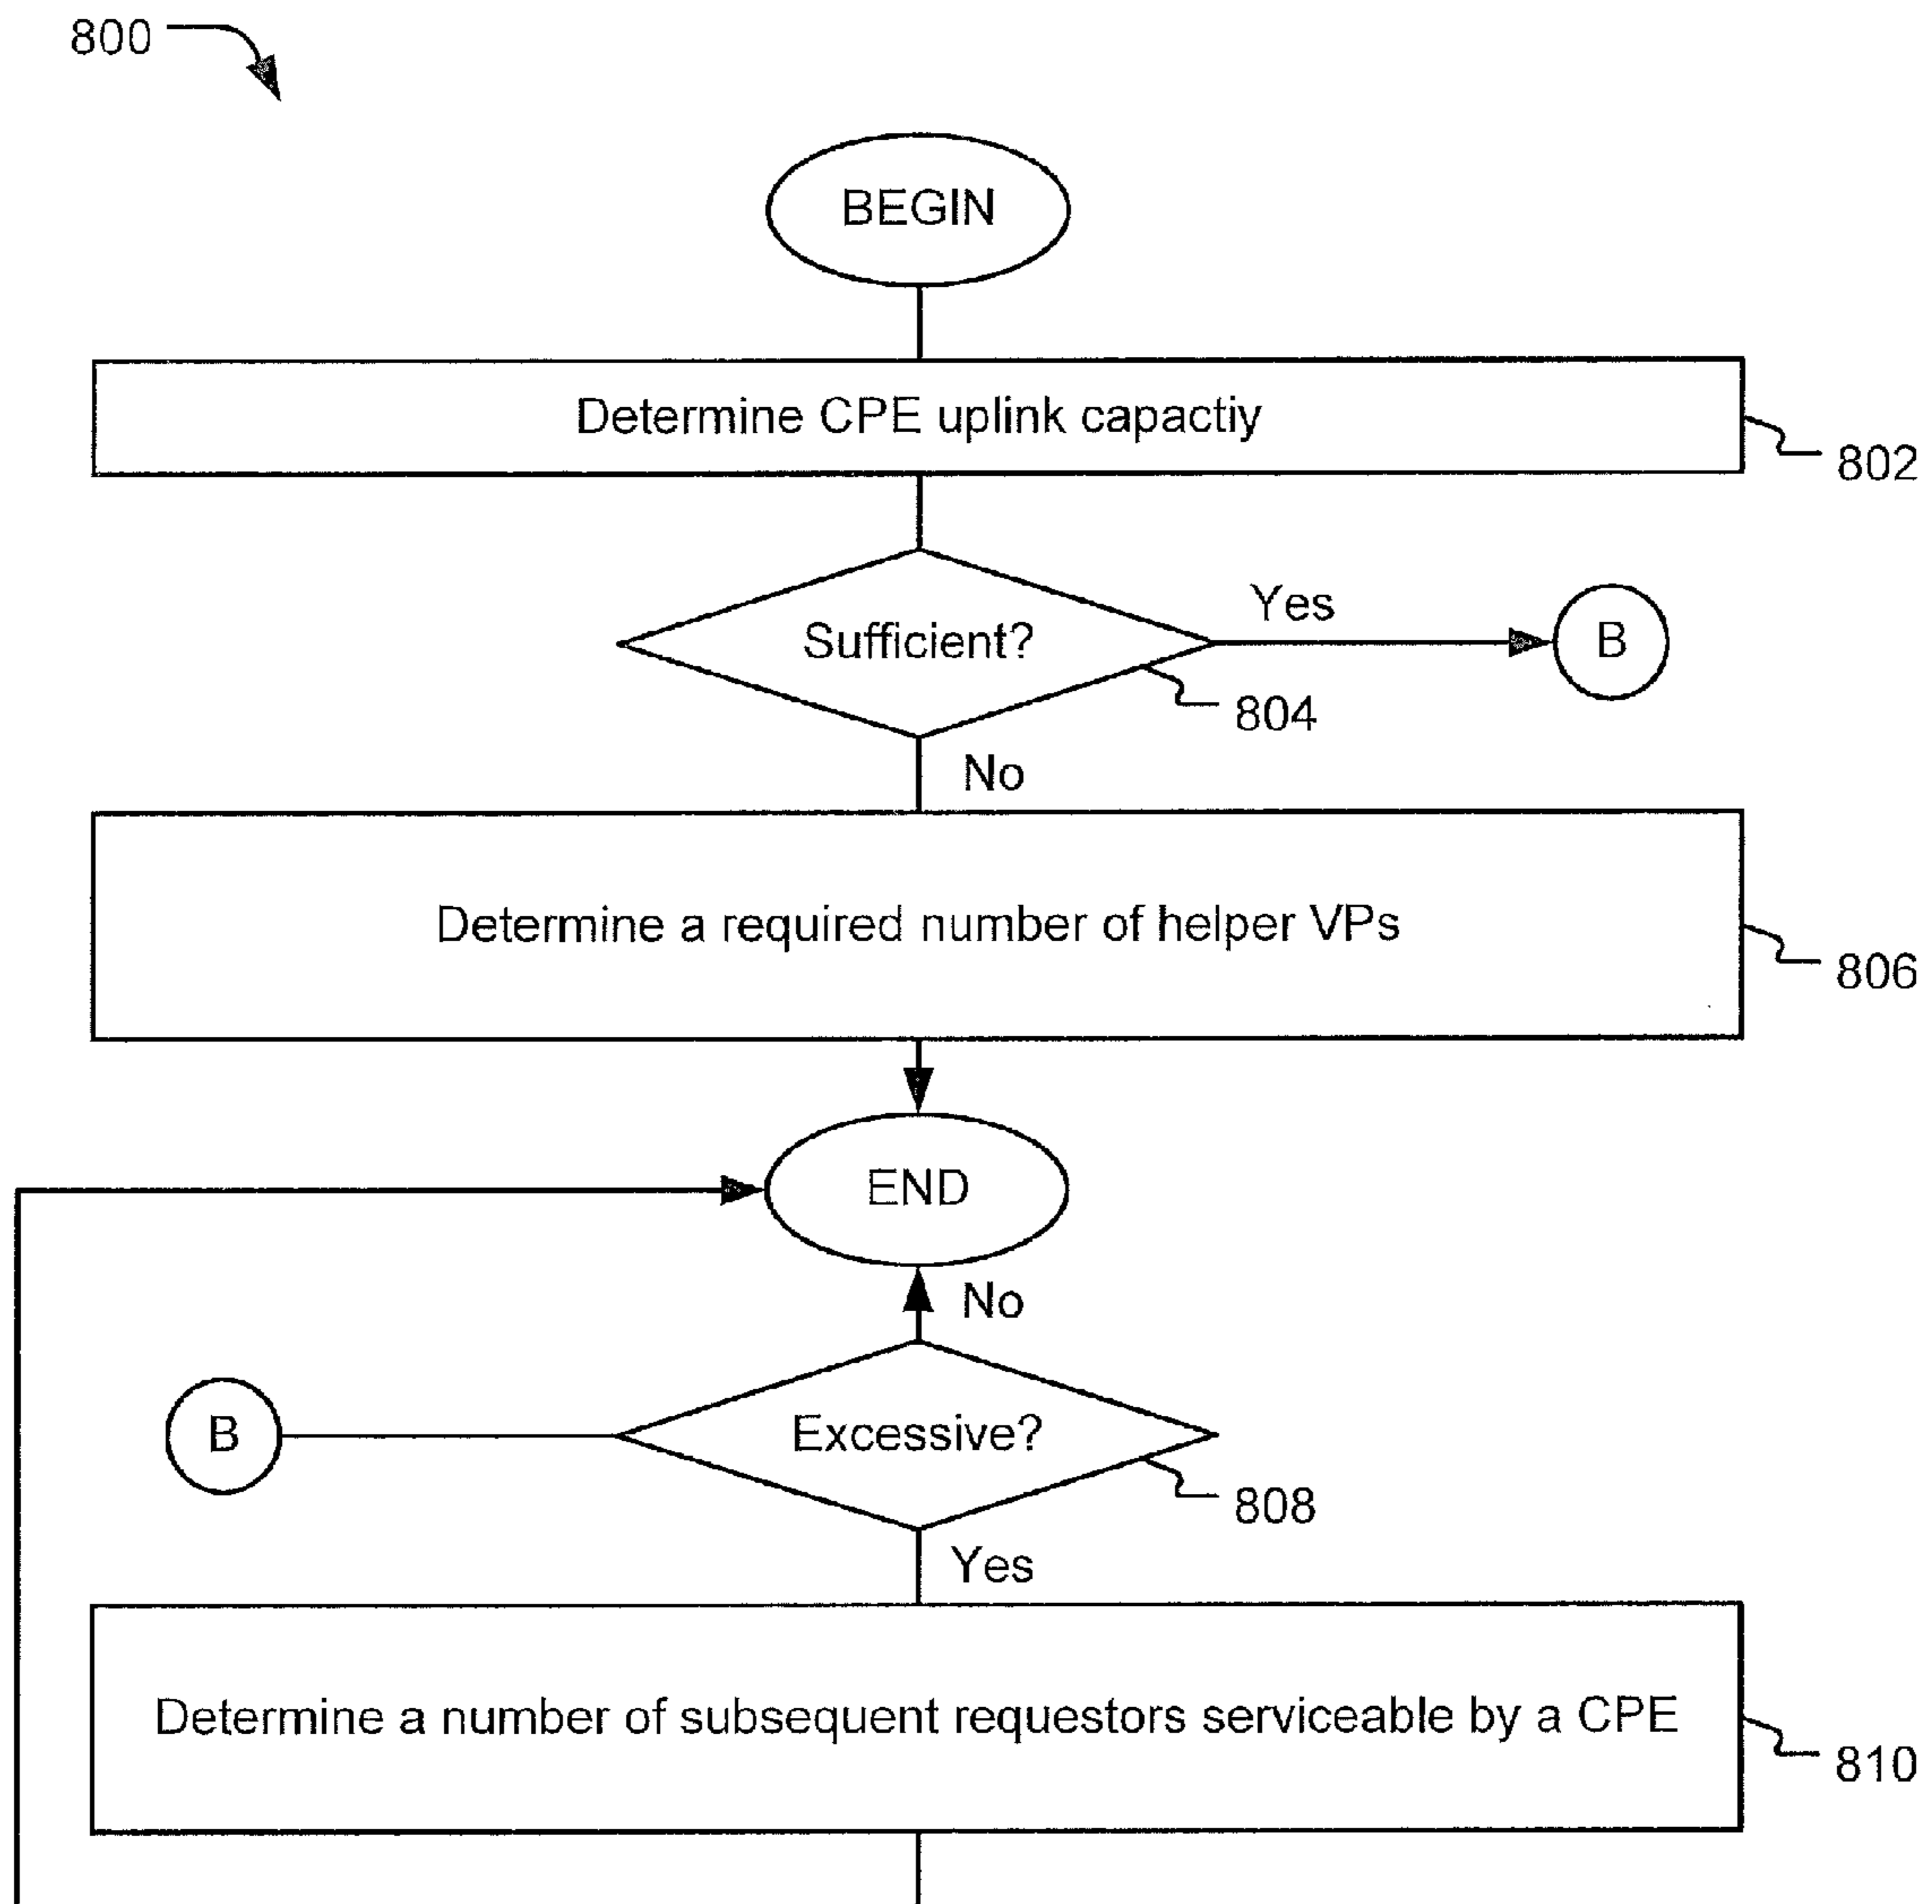 800
BEGIN
Determine CPE uplink capactiy
802
Sufficient?
Yes
B
804
No
Determine a required number of helper VPs
806
END
No
B
Excessive?
808
Yes
Determine a number of subsequent requestors serviceable by a CPE
810